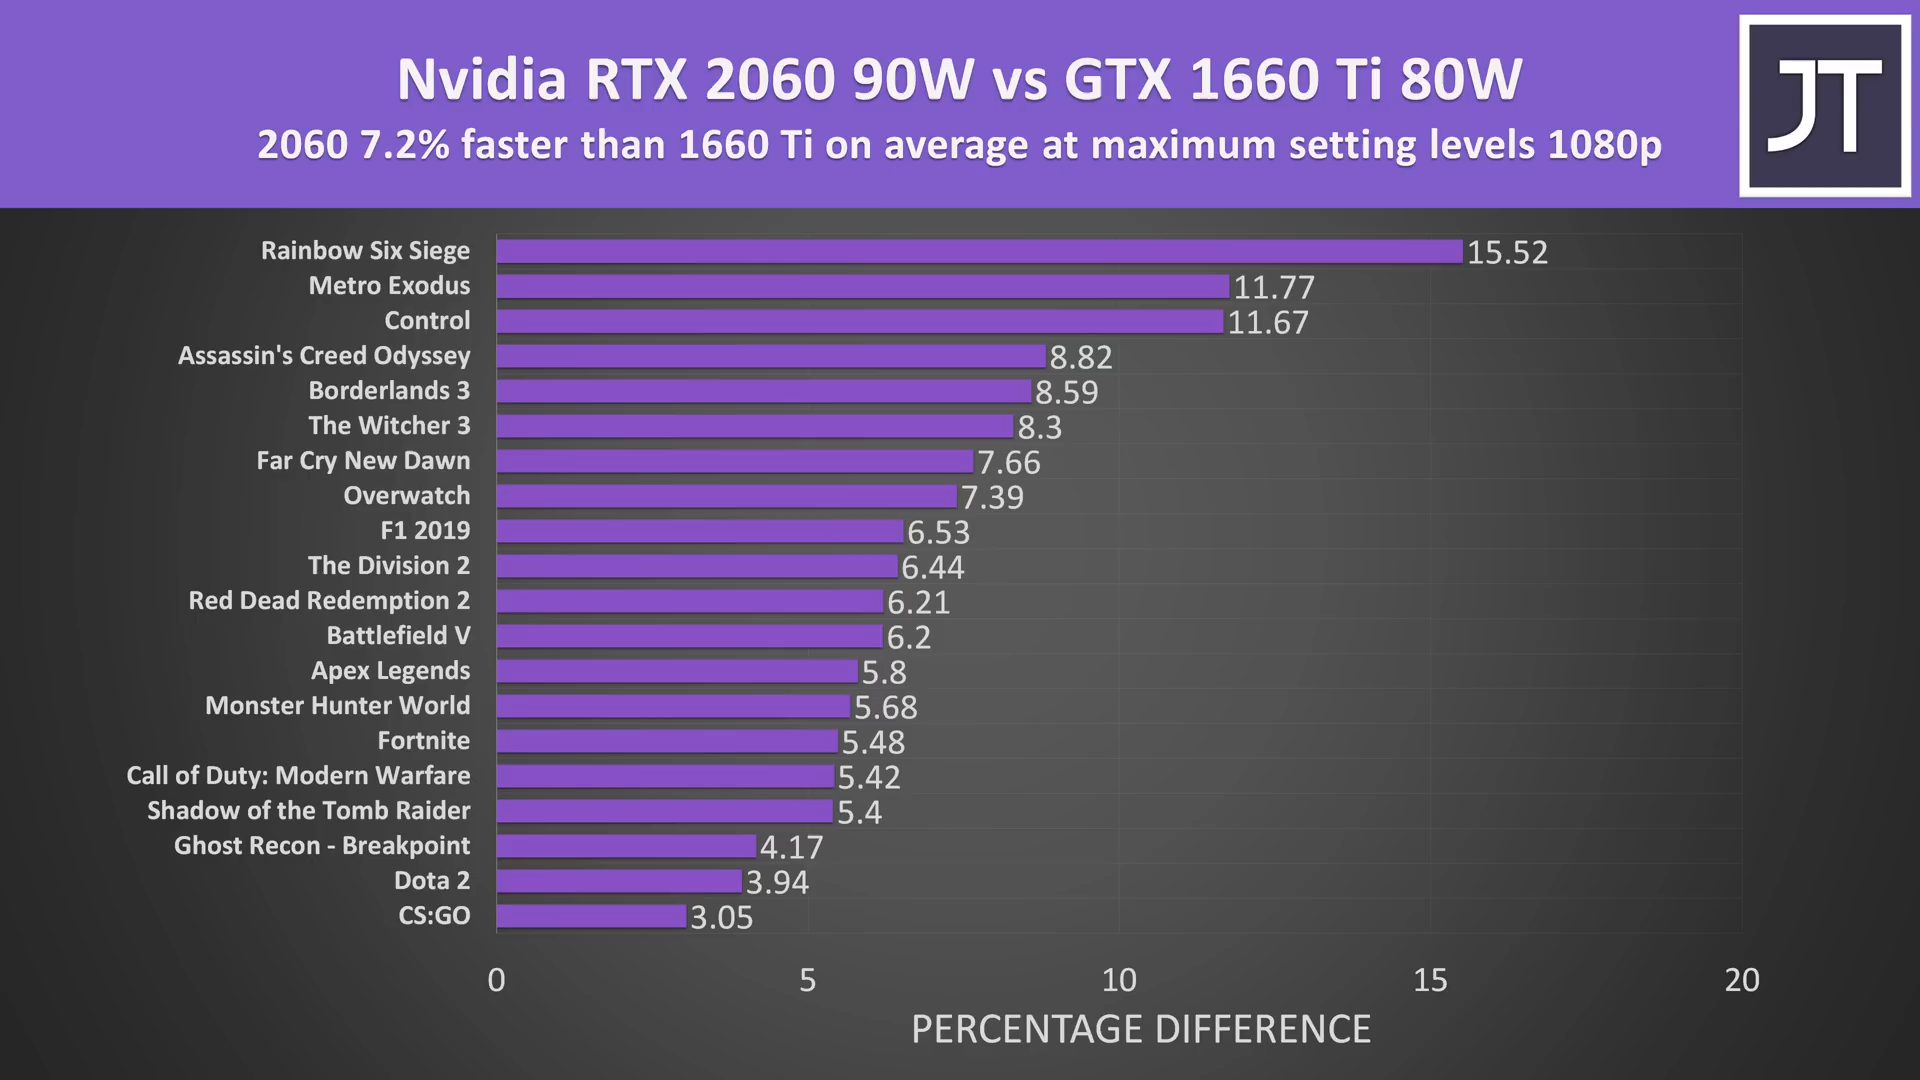 Nvidia RTX 2060 90W vs GTX 1660 Ti 80W
2060 7.2% faster than 1660 Ti on average at maximum setting levels 1080p
JT
Rainbow Six Siege 15.52
Metro Exodus 11.77
Control 11.67
Assassin's Creed Odyssey 8.82
Borderlands 3 8.59
The Witcher 3 8.3
Far Cry New Dawn 7.66
Overwatch 7.39
F1 2019 6.53
The Division 2 6.44
Red Dead Redemption 2 6.21
Battlefield V 6.2
Apex Legends 5.8
Monster Hunter World 5.68
Fortnite 5.48
Call of Duty: Modern Warfare 5.42
Shadow of the Tomb Raider 5.4
Ghost Recon - Breakpoint 4.17
Dota 2 3.94
CS:GO 3.05
0 5 10 15 20
PERCENTAGE DIFFERENCE